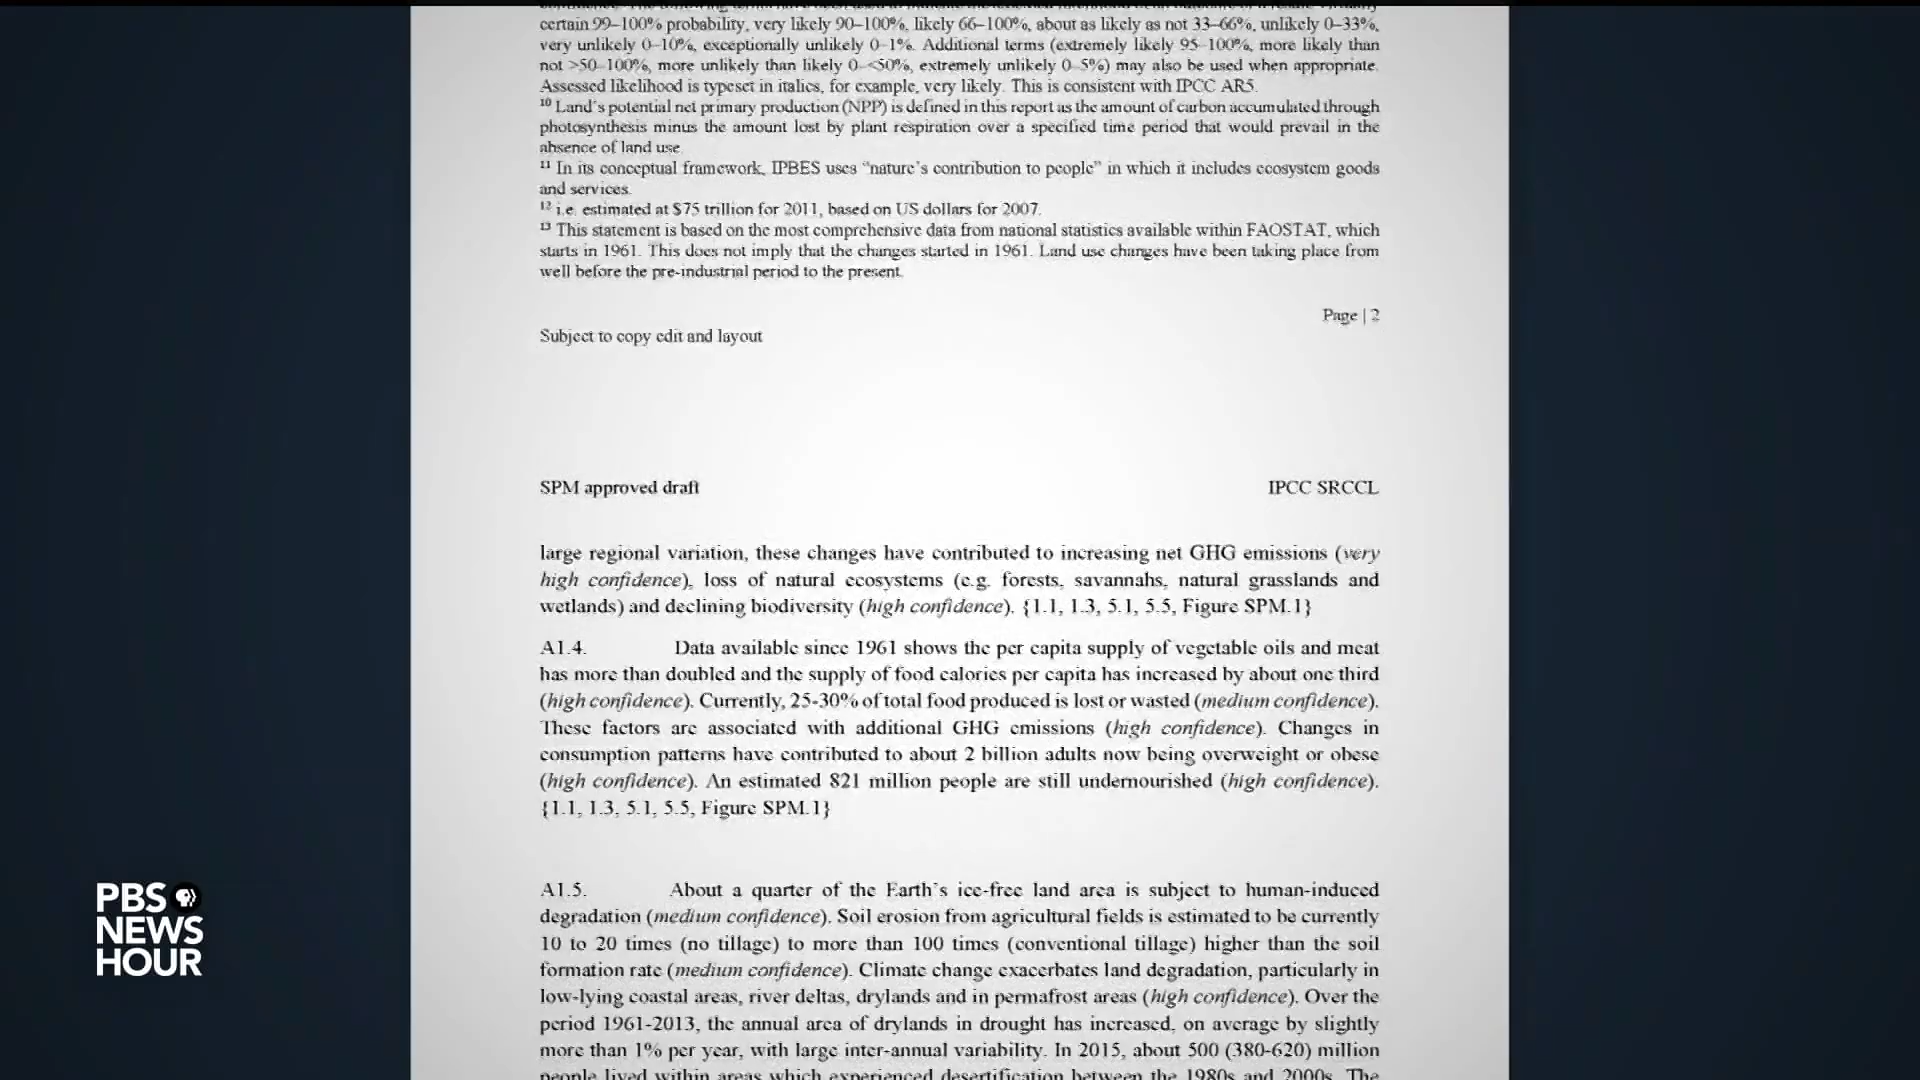 certain 99–100% probability, very likely 90–100%, likely 66–100%, about as likely as not 33–66%, unlikely 0–33%,
very unlikely 0–10%, exceptionally unlikely 0–1%. Additional terms (extremely likely 95–100%, more likely than
not >50–100%, more unlikely than likely 0–<50%, extremely unlikely 0–5%) may also be used when appropriate.
Assessed likelihood is typeset in italics, for example, very likely. This is consistent with IPCC AR5.
10 Land's potential net primary production (NPP) is defined in this report as the amount of carbon accumulated through
photosynthesis minus the amount lost by plant respiration over a specified time period that would prevail in the
absence of land use.
11 In its conceptual framework, IPBES uses "nature's contribution to people" in which it includes ecosystem goods
and services.
12 i.e. estimated at $75 trillion for 2011, based on US dollars for 2007.
13 This statement is based on the most comprehensive data from national statistics available within FAOSTAT, which
starts in 1961. This does not imply that the changes started in 1961. Land use changes have been taking place from
well before the pre-industrial period to the present.
Page | 2
Subject to copy edit and layout
SPM approved draft IPCC SRCCL
large regional variation, these changes have contributed to increasing net GHG emissions (very
high confidence), loss of natural ecosystems (e.g. forests, savannahs, natural grasslands and
wetlands) and declining biodiversity (high confidence). {1.1, 1.3, 5.1, 5.5, Figure SPM.1}
A1.4. Data available since 1961 shows the per capita supply of vegetable oils and meat
has more than doubled and the supply of food calories per capita has increased by about one third
(high confidence). Currently, 25-30% of total food produced is lost or wasted (medium confidence).
These factors are associated with additional GHG emissions (high confidence). Changes in
consumption patterns have contributed to about 2 billion adults now being overweight or obese
(high confidence). An estimated 821 million people are still undernourished (high confidence).
{1.1, 1.3, 5.1, 5.5, Figure SPM.1}
A1.5. About a quarter of the Earth's ice-free land area is subject to human-induced
degradation (medium confidence). Soil erosion from agricultural fields is estimated to be currently
10 to 20 times (no tillage) to more than 100 times (conventional tillage) higher than the soil
formation rate (medium confidence). Climate change exacerbates land degradation, particularly in
low-lying coastal areas, river deltas, drylands and in permafrost areas (high confidence). Over the
period 1961-2013, the annual area of drylands in drought has increased, on average by slightly
more than 1% per year, with large inter-annual variability. In 2015, about 500 (380-620) million
people lived within areas which experienced desertification between the 1980s and 2000s. The
PBS
NEWS
HOUR